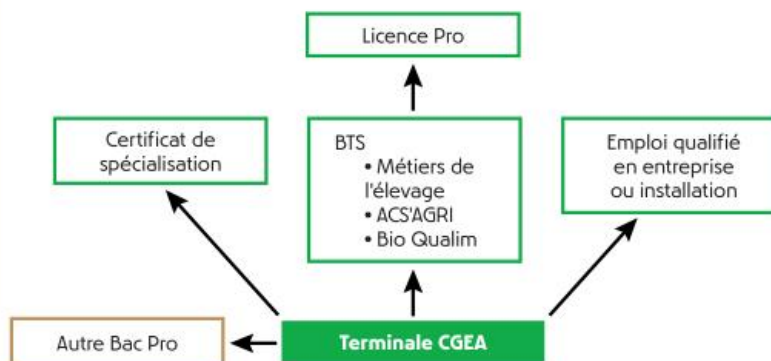 Licence Pro
Certificat de
spécialisation
BTS
• Métiers de
l'élevage
• ACS'AGRI
• Bio Qualim
Emploi qualifié
en entreprise
ou installation
Autre Bac Pro
Terminale CGEA